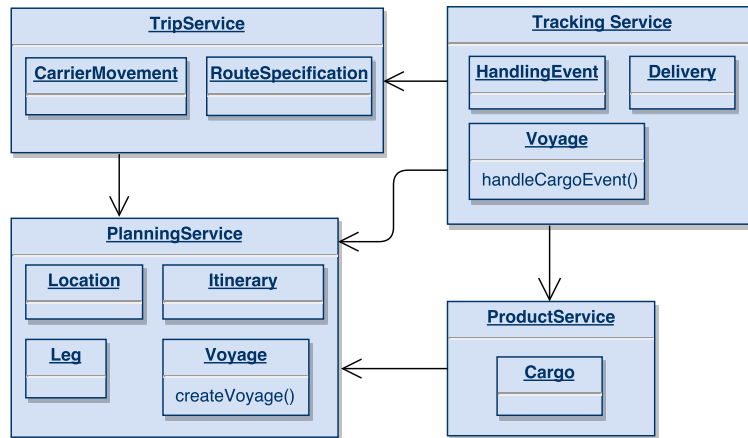 TripService
CarrierMovement
RouteSpecification
Tracking Service
HandlingEvent
Delivery
Voyage
handleCargoEvent()
PlanningService
Location
Itinerary
Leg
Voyage
createVoyage()
ProductService
Cargo